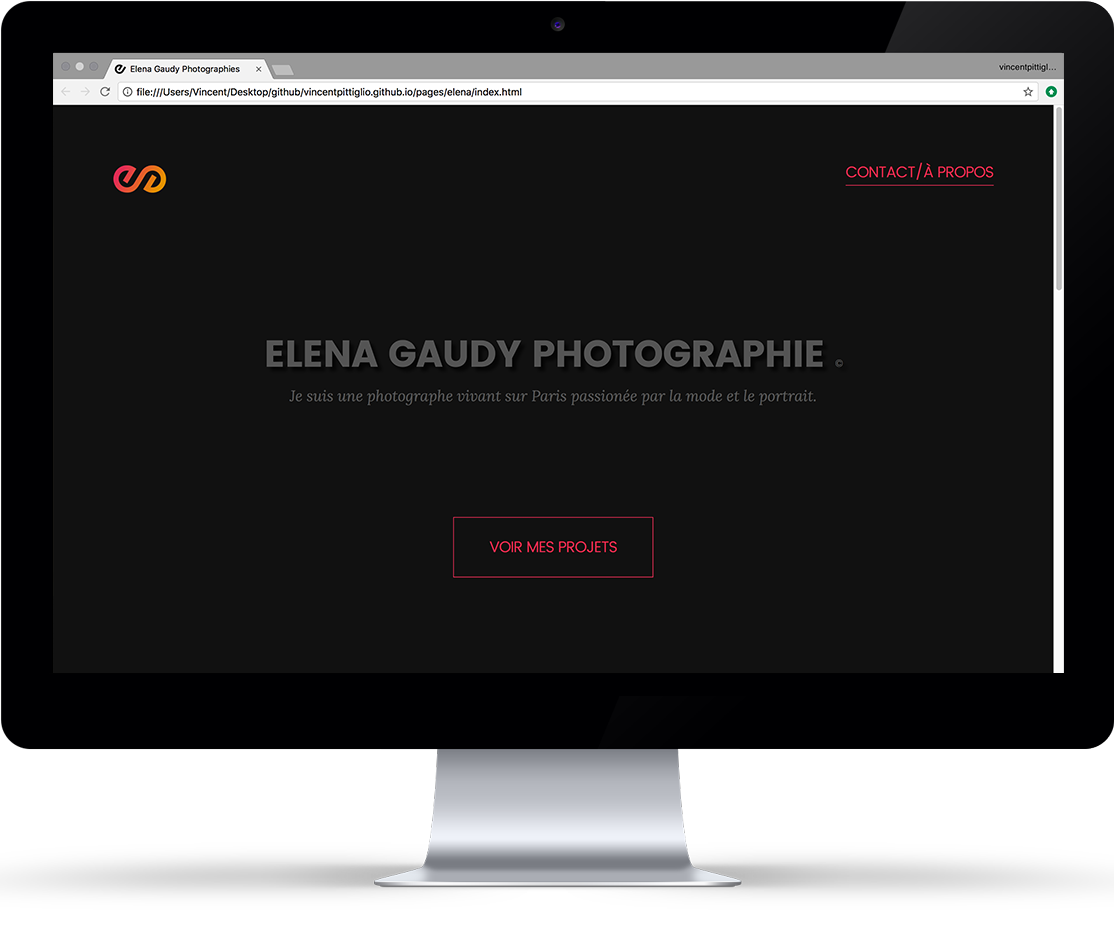 Elena Gaudy Photographies
vincentpittigl...
file:///Users/Vincent/Desktop/github/vincentpittiglio.github.io/pages/elena/index.html
CONTACT/À PROPOS
ELENA GAUDY PHOTOGRAPHIE ©
Je suis une photographe vivant sur Paris passionée par la mode et le portrait.
VOIR MES PROJETS